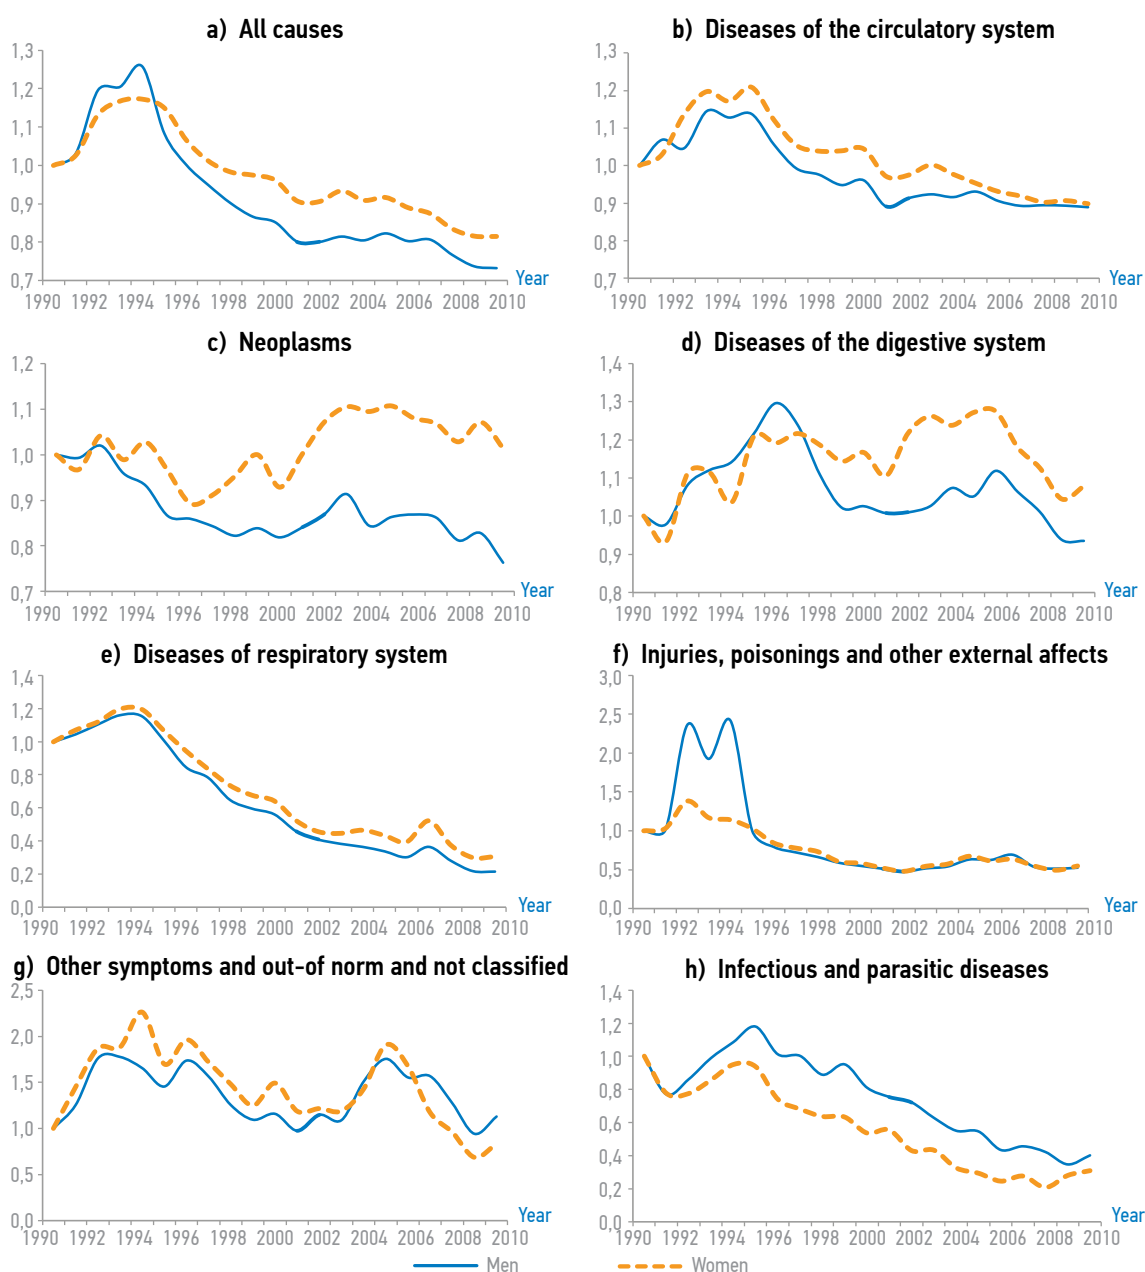 a) All causes
1,3
1,2
1,1
1,0
0,9
0,8
0,7
Year
1990 1992 1994 1996 1998 2000 2002 2004 2006 2008 2010
b) Diseases of the circulatory system
1,3
1,2
1,1
1,0
0,9
0,8
0,7
Year
1990 1992 1994 1996 1998 2000 2002 2004 2006 2008 2010
c) Neoplasms
1,2
1,1
1,0
0,9
0,8
0,7
Year
1990 1992 1994 1996 1998 2000 2002 2004 2006 2008 2010
d) Diseases of the digestive system
1,4
1,3
1,2
1,1
1,0
0,9
0,8
Year
1990 1992 1994 1996 1998 2000 2002 2004 2006 2008 2010
e) Diseases of respiratory system
1,4
1,2
1,0
0,8
0,6
0,4
0,2
0,0
Year
1990 1992 1994 1996 1998 2000 2002 2004 2006 2008 2010
f) Injuries, poisonings and other external affects
3,0
2,5
2,0
1,5
1,0
0,5
0,0
Year
1990 1992 1994 1996 1998 2000 2002 2004 2006 2008 2010
g) Other symptoms and out-of norm and not classified
2,5
2,0
1,5
1,0
0,5
0,0
Year
1990 1992 1994 1996 1998 2000 2002 2004 2006 2008 2010
h) Infectious and parasitic diseases
1,4
1,2
1,0
0,8
0,6
0,4
0,2
0,0
Year
1990 1992 1994 1996 1998 2000 2002 2004 2006 2008 2010
Men Women